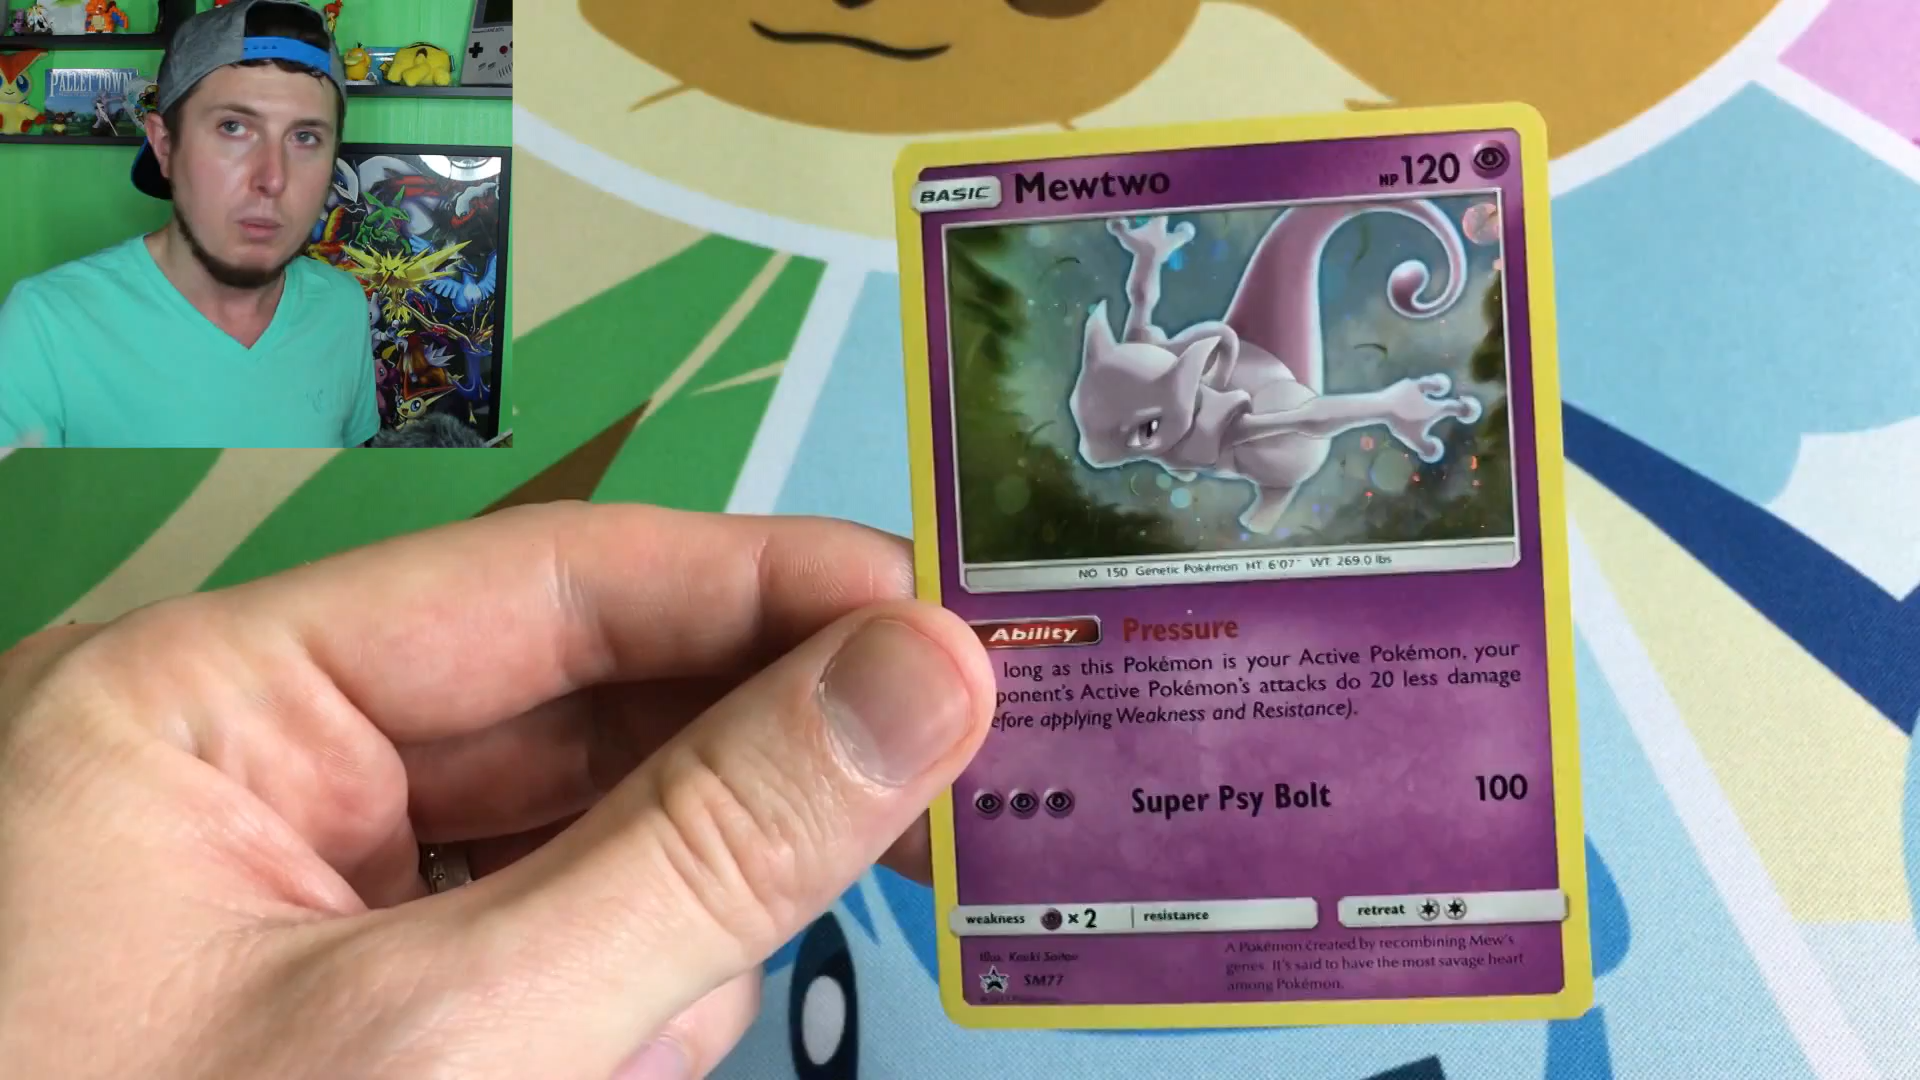 PALLET TOWN
BASIC Mewtwo HP 120
NO 150 Genetic Pokémon HT 6'07" WT 269.0 lbs
Ability Pressure
long as this Pokémon is your Active Pokémon, your
ponent's Active Pokémon's attacks do 20 less damage
efore applying Weakness and Resistance).
Super Psy Bolt 100
weakness × 2 resistance retreat
Illus. Kouki Saitou
SM77
A Pokémon created by recombining Mew's
genes. It's said to have the most savage heart
among Pokémon.